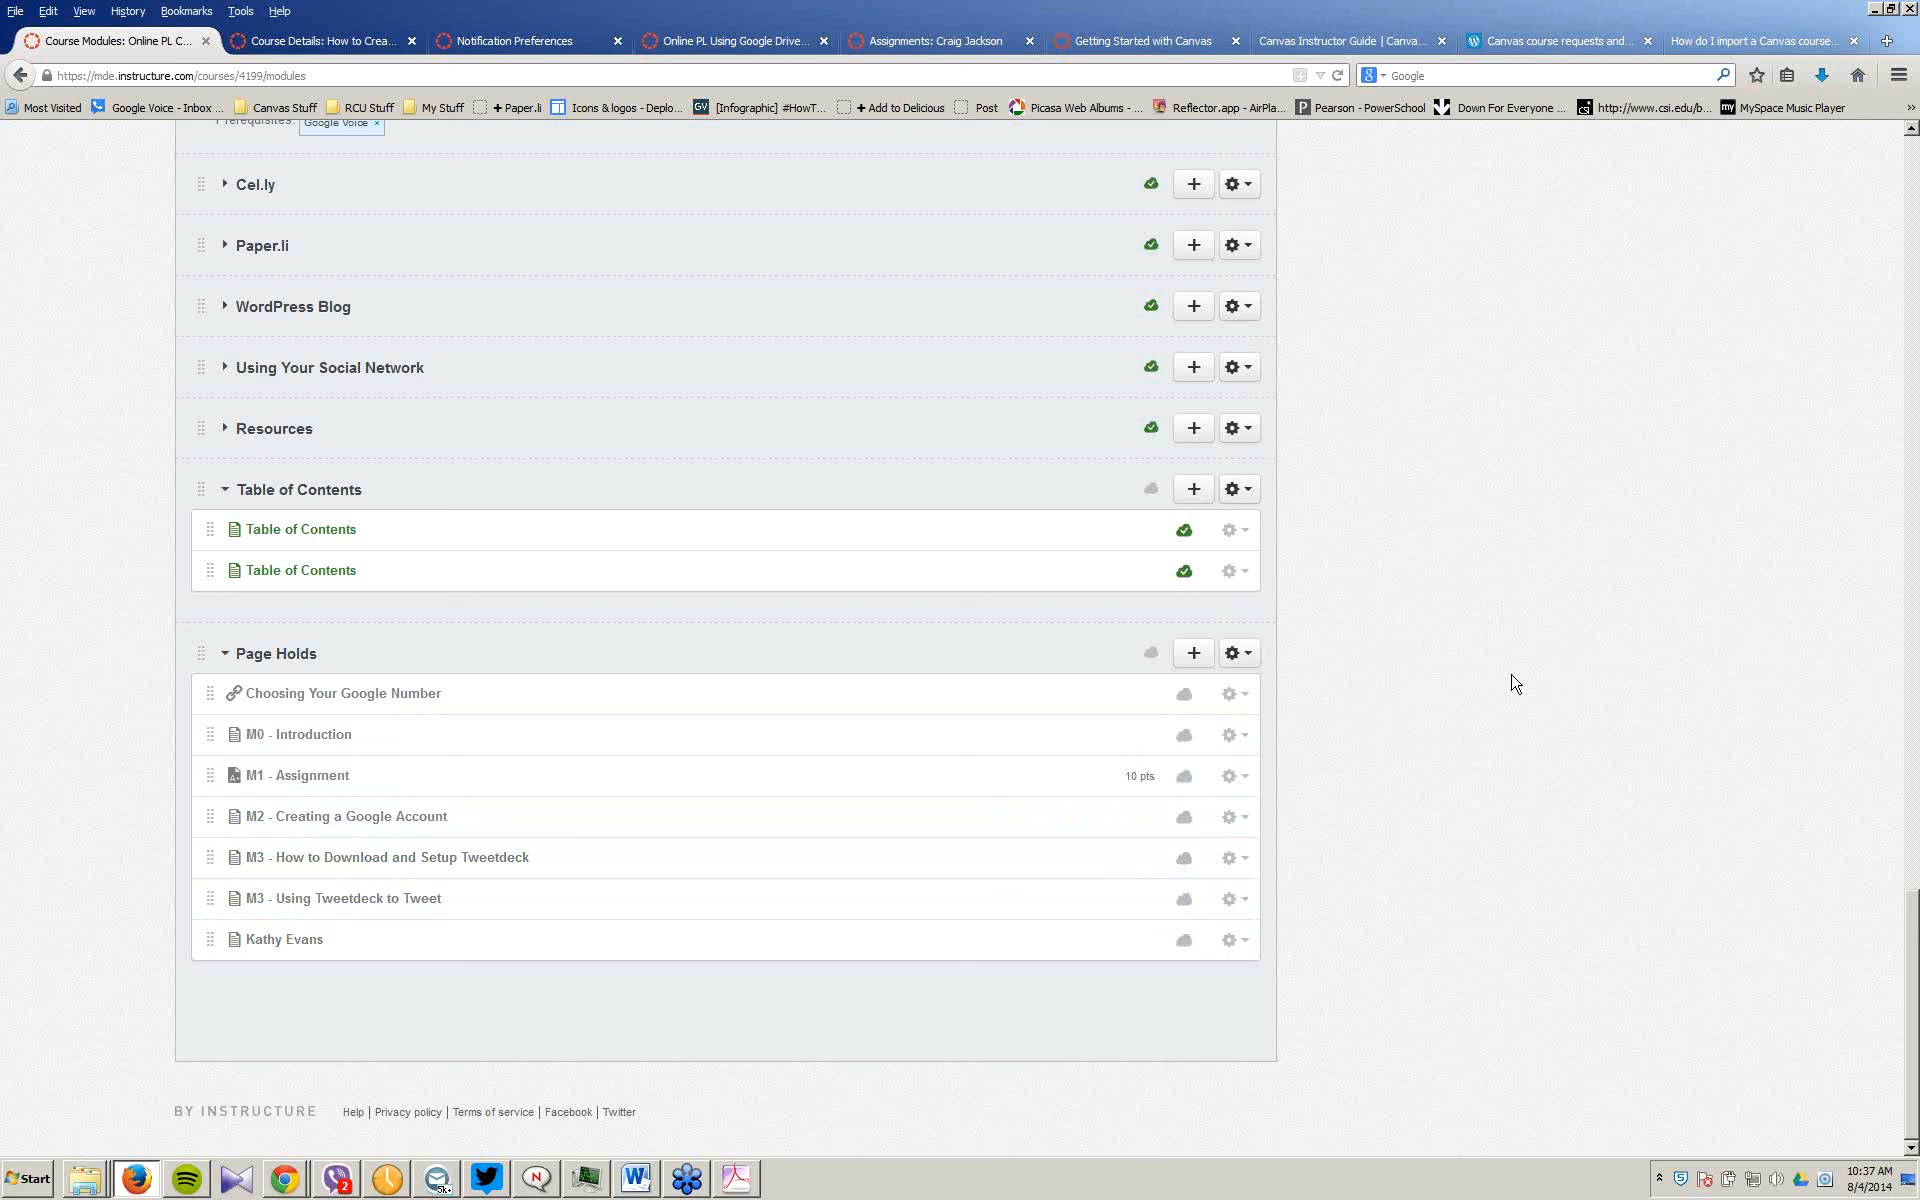 File Edit View History Bookmarks Tools Help
Course Modules: Online PL C... Course Details: How to Crea... Notification Preferences Online PL Using Google Drive... Assignments: Craig Jackson Getting Started with Canvas Canvas Instructor Guide | Canva... Canvas course requests and... How do I import a Canvas course...
https://mde.instructure.com/courses/4199/modules Google
Most Visited Google Voice - Inbox ... Canvas Stuff RCU Stuff My Stuff + Paper.li Icons & logos - Deplo... GV [Infographic] #HowT... + Add to Delicious Post Picasa Web Albums - ... Reflector.app - AirPla... Pearson - PowerSchool Down For Everyone ... csi http://www.csi.edu/b... my MySpace Music Player
Prerequisites: Google Voice ×
Cel.ly
Paper.li
WordPress Blog
Using Your Social Network
Resources
Table of Contents
Table of Contents
Table of Contents
Page Holds
Choosing Your Google Number
M0 - Introduction
M1 - Assignment 10 pts
M2 - Creating a Google Account
M3 - How to Download and Setup Tweetdeck
M3 - Using Tweetdeck to Tweet
Kathy Evans
BY INSTRUCTURE Help | Privacy policy | Terms of service | Facebook | Twitter
Start 2 5k+ N W 10:37 AM
8/4/2014